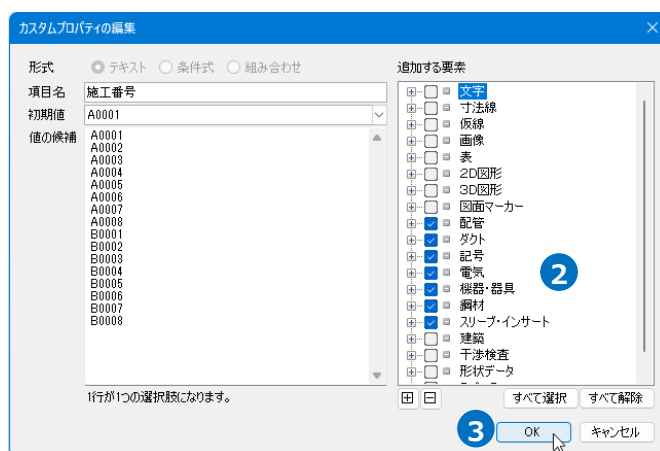 カスタムプロパティの編集
形式
テキスト 条件式 組み合わせ
項目名 施工番号
初期値 A0001
値の候補
A0001
A0002
A0003
A0004
A0005
A0006
A0007
A0008
B0001
B0002
B0003
B0004
B0005
B0006
B0007
B0008
1行が1つの選択肢になります。
追加する要素
文字
寸法線
仮線
画像
表
2D図形
3D図形
図面マーカー
配管
ダクト
記号
電気
機器・器具
鋼材
スリーブ・インサート
建築
干渉検査
形状データ
2
すべて選択 すべて解除
3
OK キャンセル